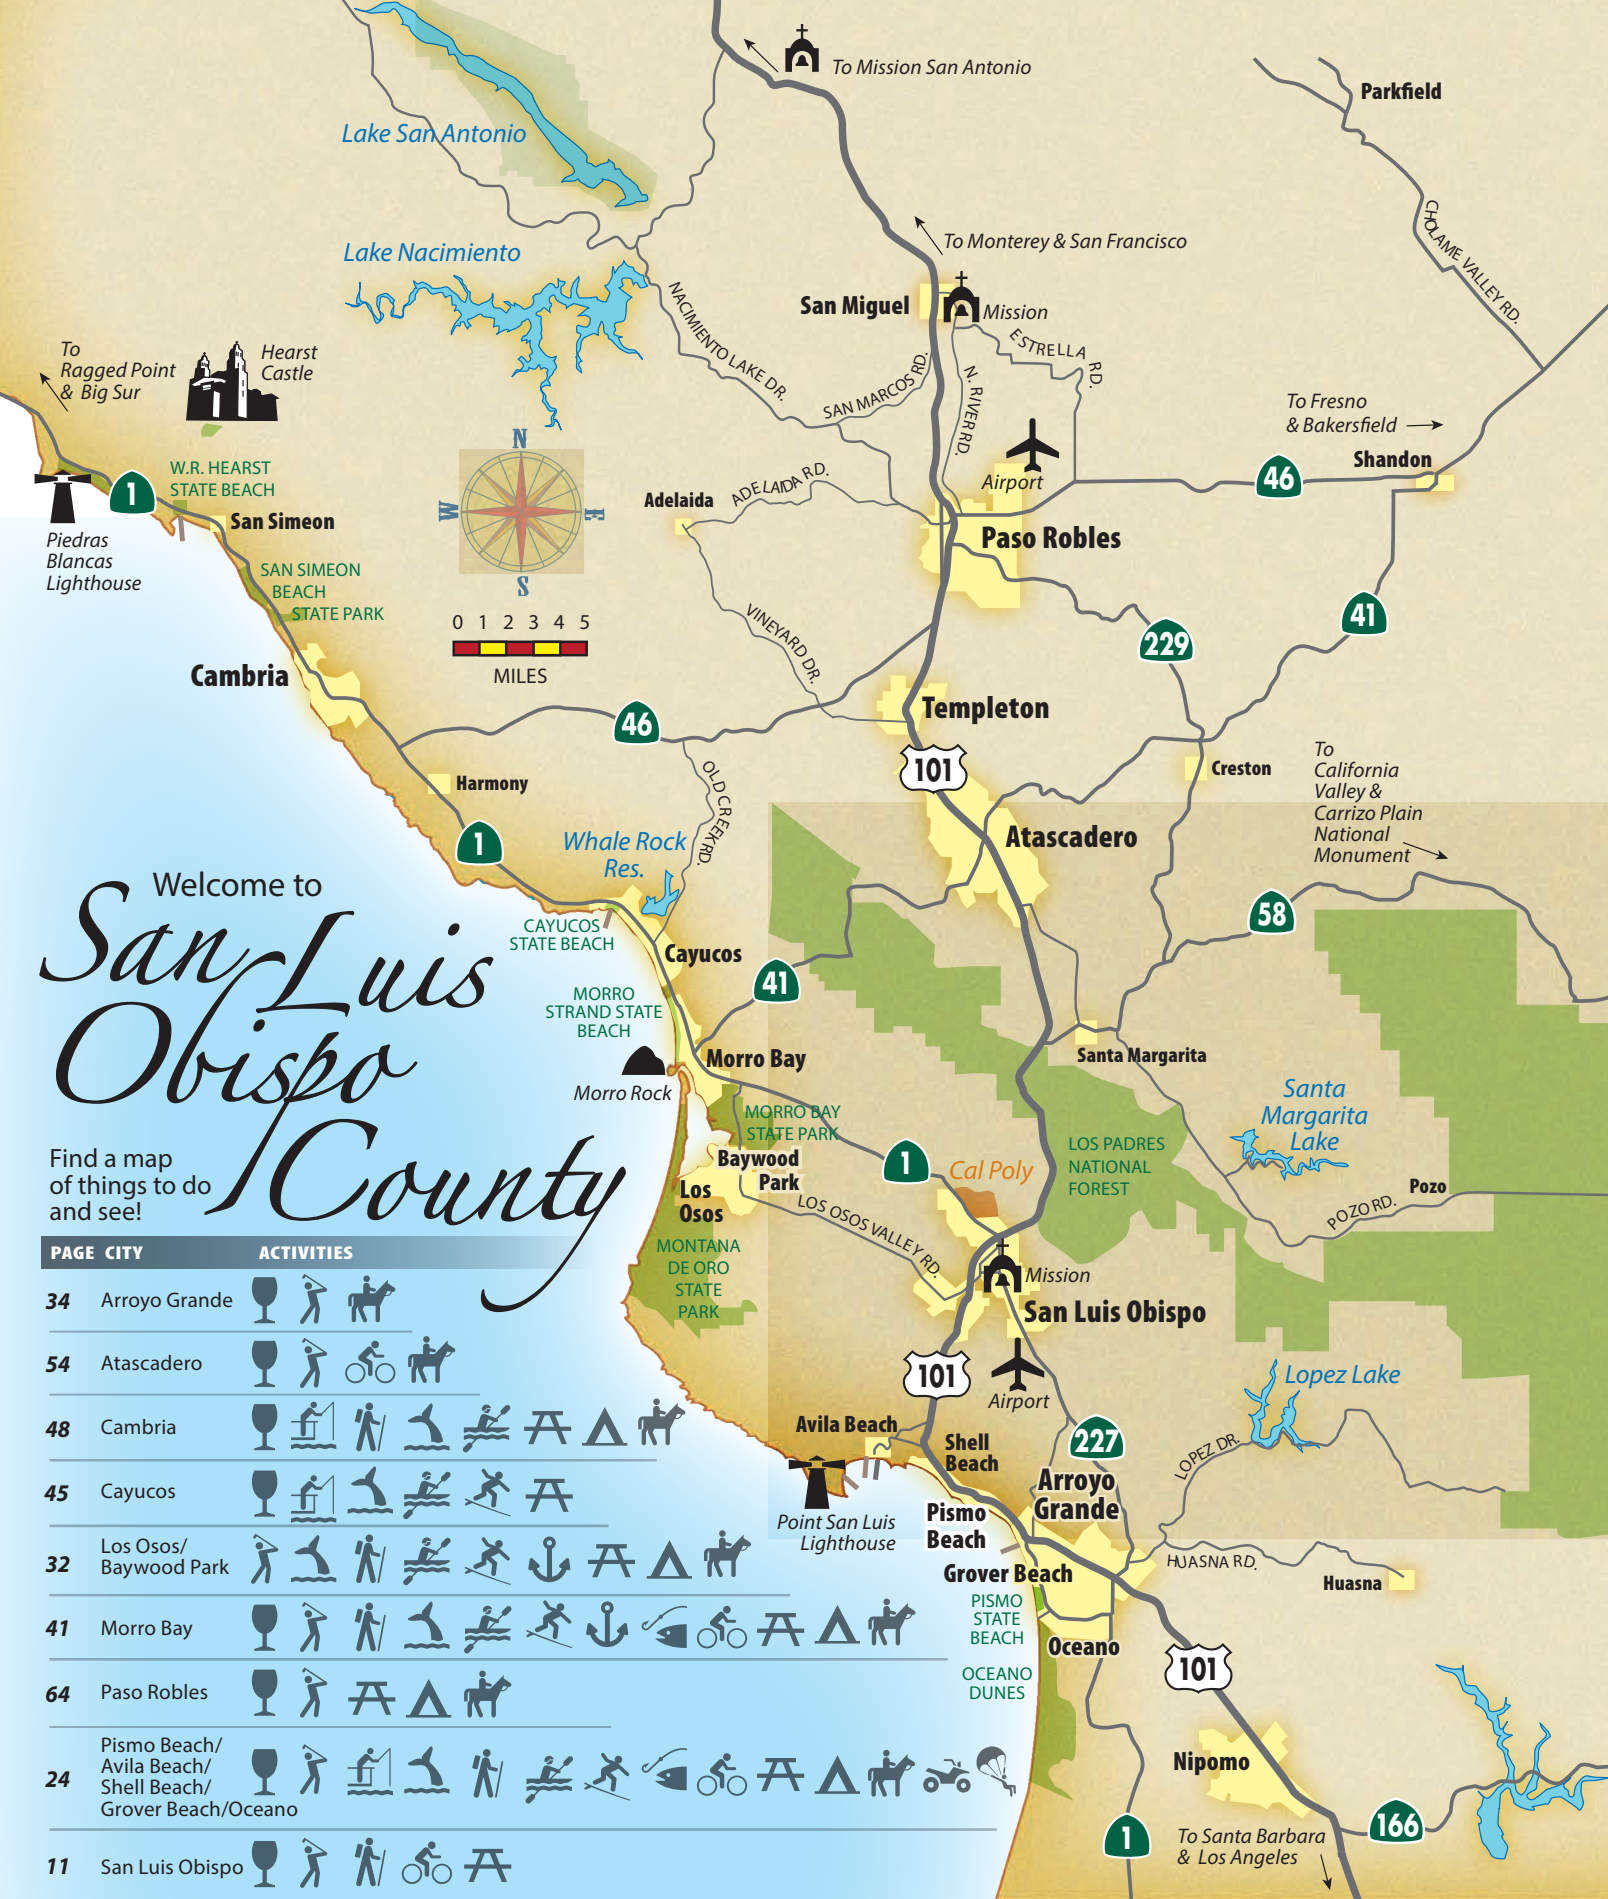 To Mission San Antonio
Parkfield
Lake San Antonio
CHOLAME VALLEY RD.
To Monterey & San Francisco
Lake Nacimiento
San Miguel
Mission
NACIMIENTO LAKE DR.
ESTRELLA RD.
SAN MARCOS RD.
N. RIVER RD.
To
Ragged Point
& Big Sur
Hearst
Castle
To Fresno
& Bakersfield
Shandon
46
Airport
W.R. HEARST
STATE BEACH
1
San Simeon
Piedras
Blancas
Lighthouse
N
W
E
S
Adelaida
ADELAIDA RD.
Paso Robles
SAN SIMEON
BEACH
STATE PARK
0 1 2 3 4 5
MILES
VINEYARD DR.
229
41
Cambria
46
Templeton
101
Harmony
OLD CREEK RD.
Creston
To
California
Valley &
Carrizo Plain
National
Monument
1
Whale Rock
Res.
Atascadero
Welcome to
San Luis
Obispo
County
58
CAYUCOS
STATE BEACH
Cayucos
41
MORRO
STRAND STATE
BEACH
Morro Bay
Santa Margarita
Morro Rock
Santa
Margarita
Lake
MORRO BAY
STATE PARK
LOS PADRES
NATIONAL
FOREST
1
Cal Poly
Baywood
Park
Los
Osos
LOS OSOS VALLEY RD.
Pozo
POZO RD.
MONTANA
DE ORO
STATE
PARK
Mission
San Luis Obispo
101
Airport
Lopez Lake
Avila Beach
Shell
Beach
227
LOPEZ DR.
Arroyo
Grande
Point San Luis
Lighthouse
Pismo
Beach
Grover Beach
HUASNA RD.
Huasna
PISMO
STATE
BEACH
Oceano
OCEANO
DUNES
101
Nipomo
1
166
To Santa Barbara
& Los Angeles
Find a map
of things to do
and see!
PAGE CITY ACTIVITIES
34 Arroyo Grande
54 Atascadero
48 Cambria
45 Cayucos
32 Los Osos/
Baywood Park
41 Morro Bay
64 Paso Robles
24 Pismo Beach/
Avila Beach/
Shell Beach/
Grover Beach/Oceano
11 San Luis Obispo